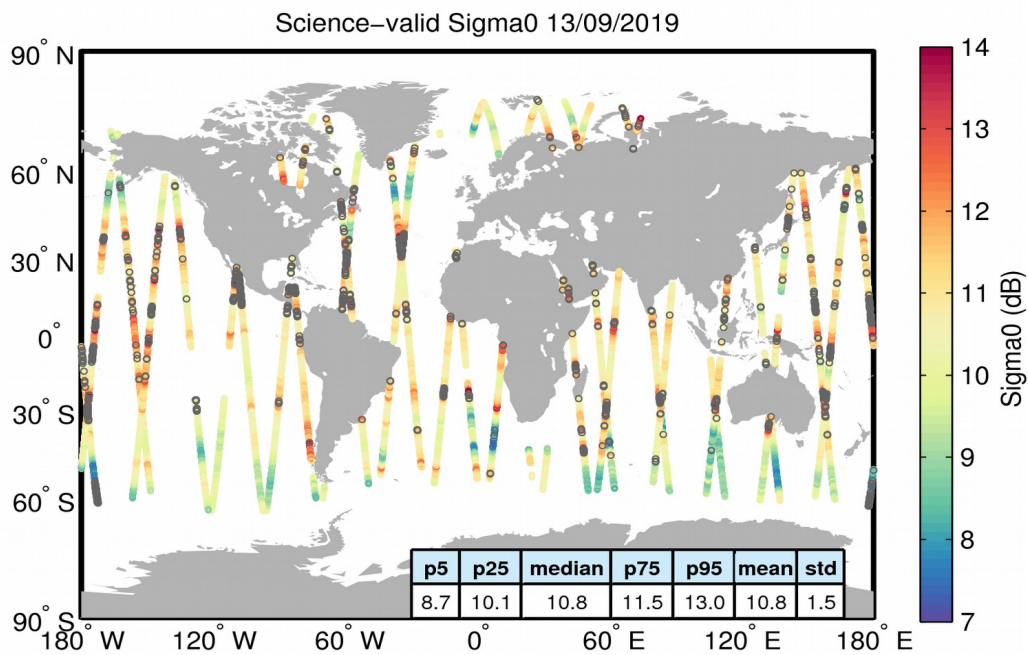 Science−valid Sigma0 13/09/2019
90° N
60° N
30° N
0°
30° S
60° S
90° S
180° W
120° W
60° W
0°
60° E
120° E
180° E
p5 p25 median p75 p95 mean std
8.7 10.1 10.8 11.5 13.0 10.8 1.5
14
13
12
11
10
9
8
7
Sigma0 (dB)